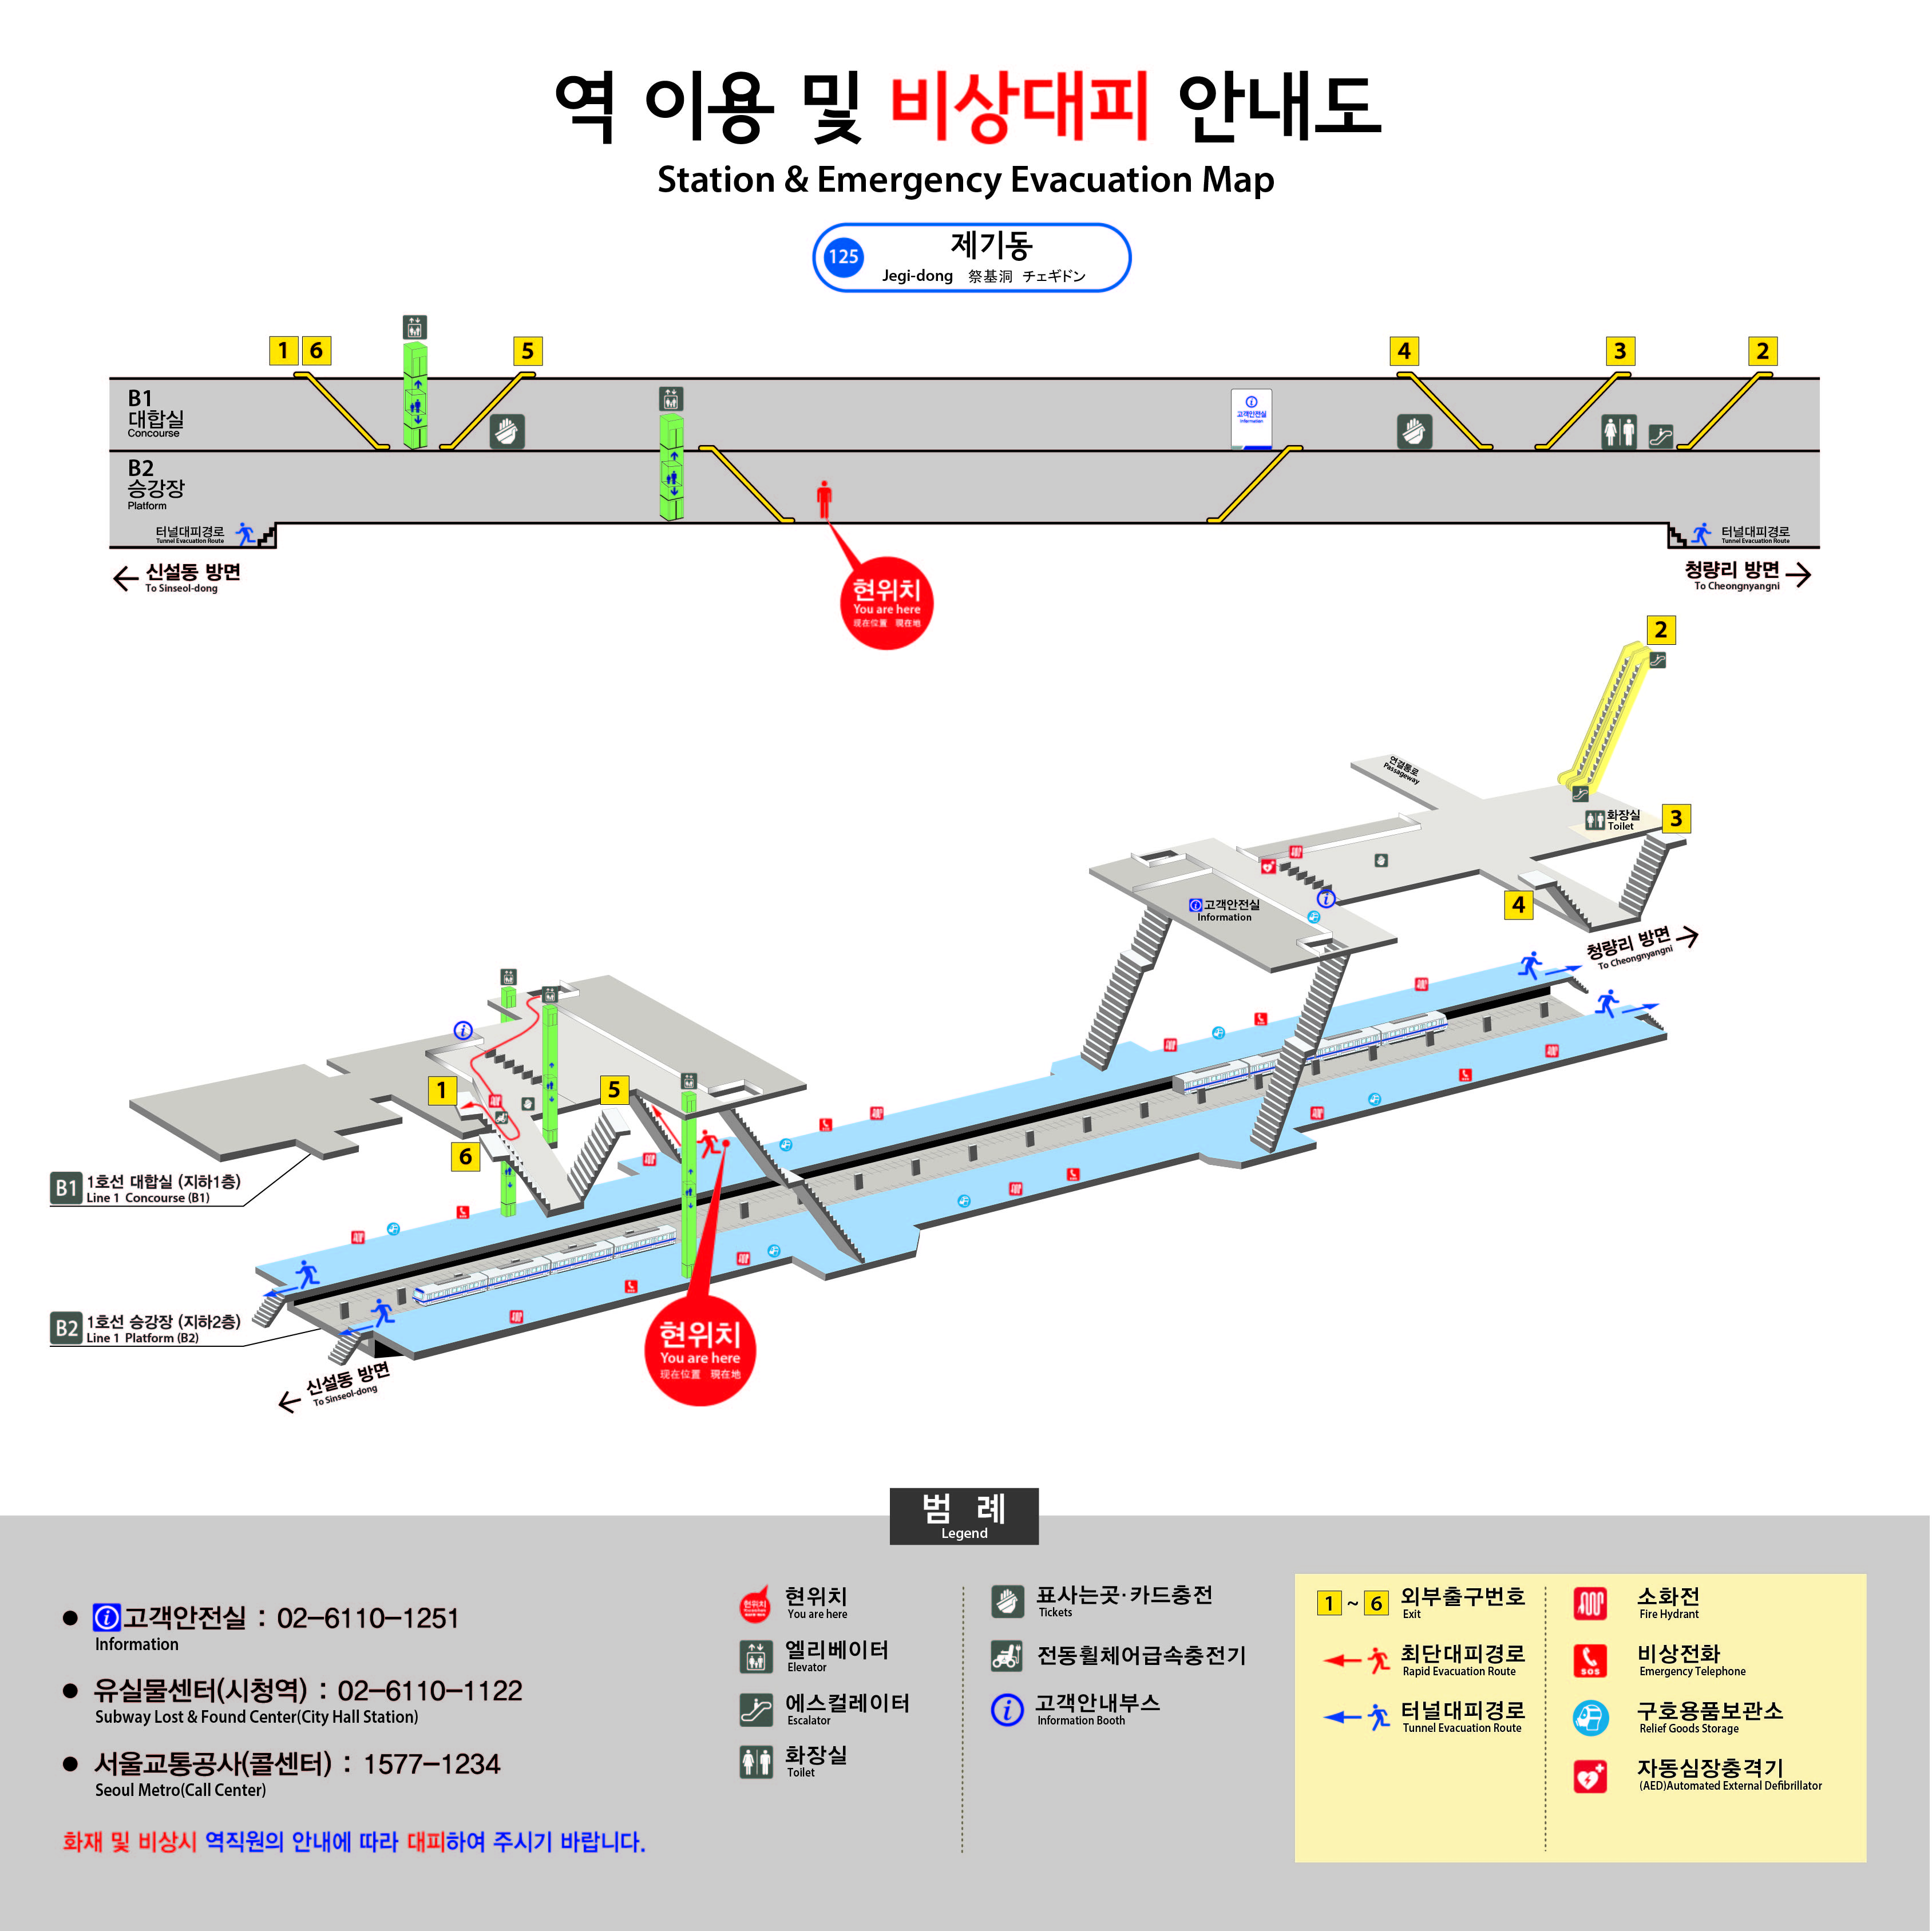 역 이용 및 비상대피 안내도
Station & Emergency Evacuation Map
125
제기동
Jegi-dong 祭基洞 チェギドン
1 6
5
4
3
2
B1
대합실
Concourse
고객안전실
Information
B2
승강장
Platform
터널대피경로
Tunnel Evacuation Route
터널대피경로
Tunnel Evacuation Route
← 신설동 방면
To Sinseol-dong
청량리 방면 →
To Cheongnyangni
현위치
You are here
现在位置 現在地
2
연결통로
Passageway
화장실
Toilet
3
4
고객안전실
Information
청량리 방면 →
To Cheongnyangni
1
5
6
B1 1호선 대합실 (지하1층)
Line 1 Concourse (B1)
B2 1호선 승강장 (지하2층)
Line 1 Platform (B2)
← 신설동 방면
To Sinseol-dong
현위치
You are here
现在位置 現在地
범 례
Legend
● 고객안전실 : 02-6110-1251
Information
● 유실물센터(시청역) : 02-6110-1122
Subway Lost & Found Center(City Hall Station)
● 서울교통공사(콜센터) : 1577-1234
Seoul Metro(Call Center)
화재 및 비상시 역직원의 안내에 따라 대피하여 주시기 바랍니다.
현위치
You are here
엘리베이터
Elevator
에스컬레이터
Escalator
화장실
Toilet
표사는곳·카드충전
Tickets
전동휠체어급속충전기
고객안내부스
Information Booth
1 ~ 6 외부출구번호
Exit
최단대피경로
Rapid Evacuation Route
터널대피경로
Tunnel Evacuation Route
소화전
Fire Hydrant
SOS
비상전화
Emergency Telephone
구호용품보관소
Relief Goods Storage
자동심장충격기
(AED)Automated External Defibrillator